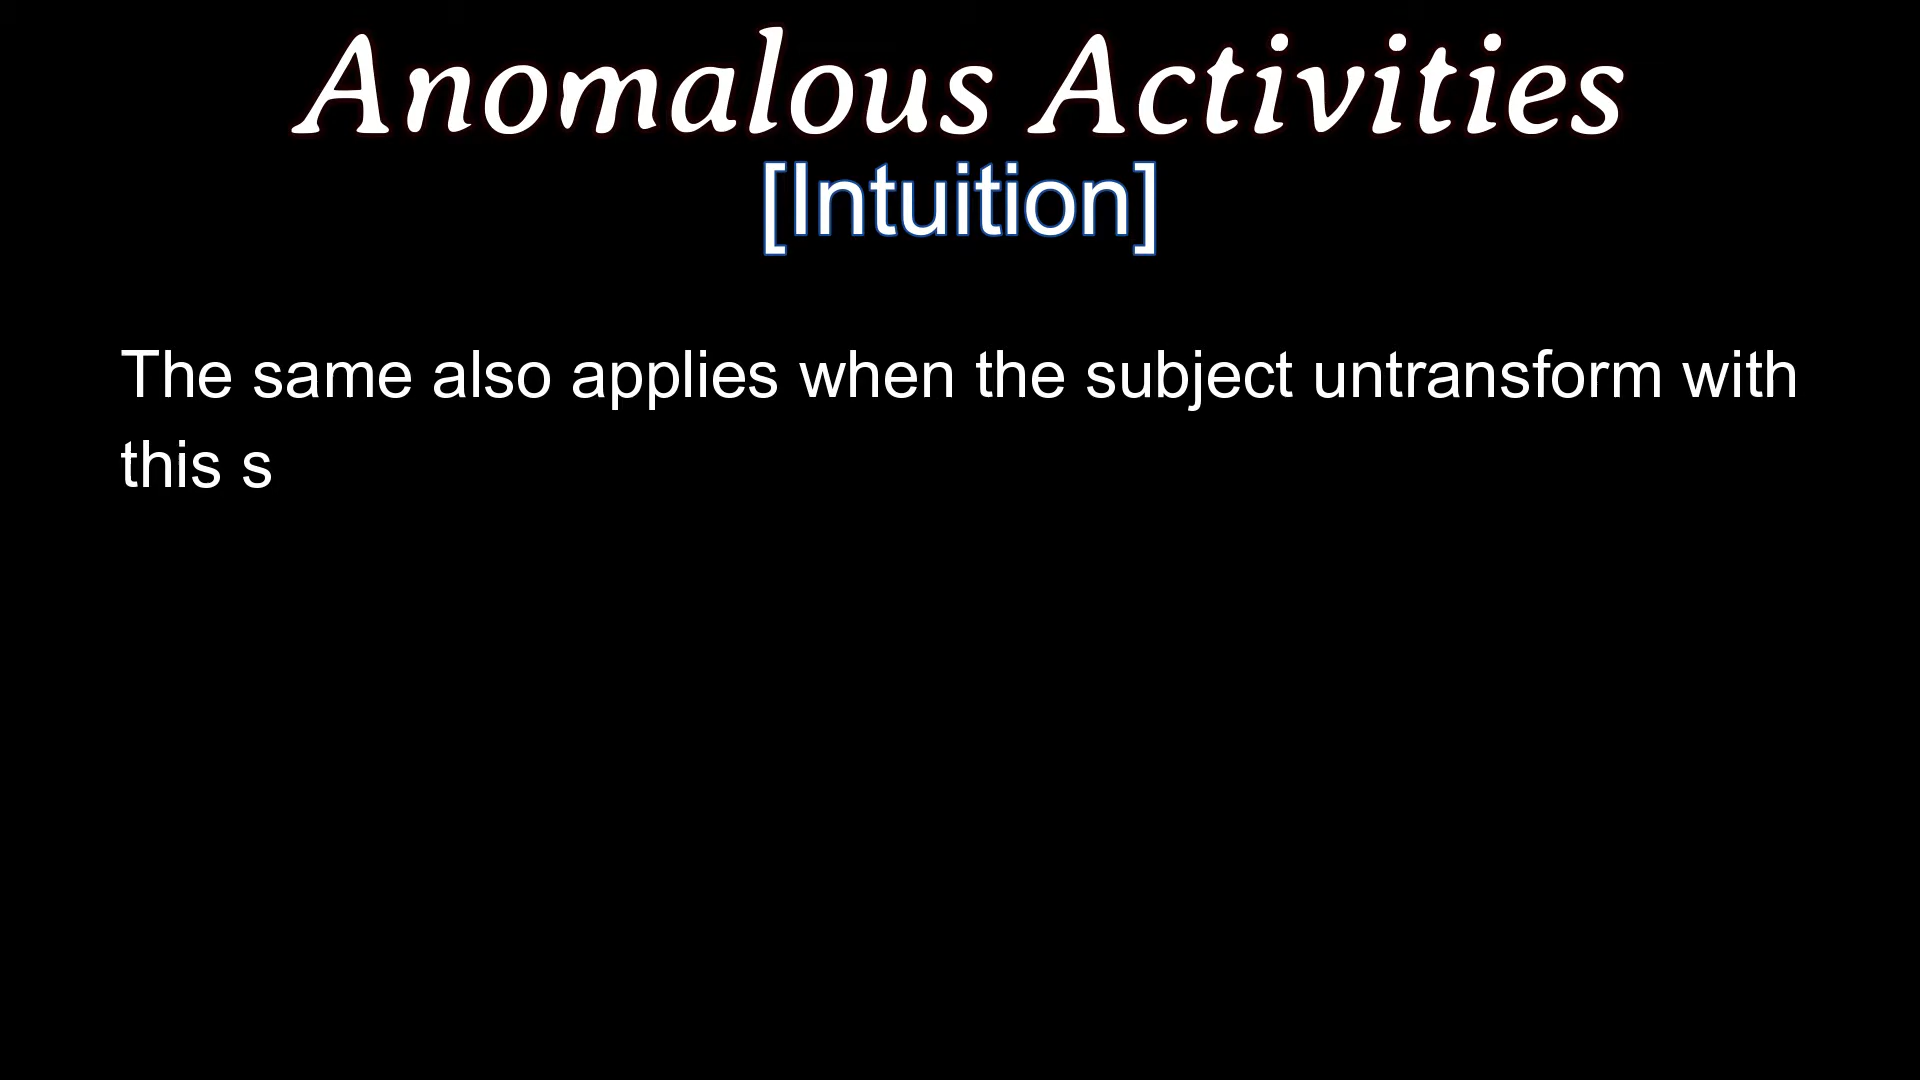 Anomalous Activities
[Intuition]
The same also applies when the subject untransform with
this s